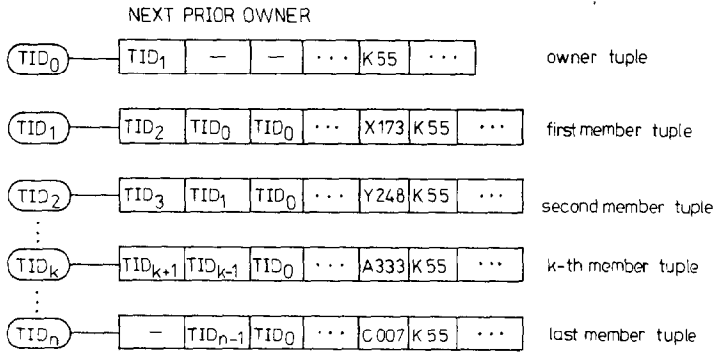 NEXT PRIOR OWNER
TID₀ TID₁ – – ··· K55 ··· owner tuple
TID₁ TID₂ TID₀ TID₀ ··· X173 K55 ··· first member tuple
TID₂ TID₃ TID₁ TID₀ ··· Y248 K55 ··· second member tuple
TIDₖ TIDₖ₊₁ TIDₖ₋₁ TID₀ ··· A333 K55 ··· k-th member tuple
TIDₙ – TIDₙ₋₁ TID₀ ··· C007 K55 ··· last member tuple